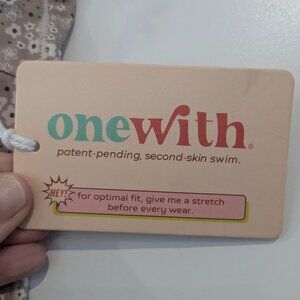 onewith®
patent-pending, second-skin swim.
HEY! for optimal fit, give me a stretch
before every wear.